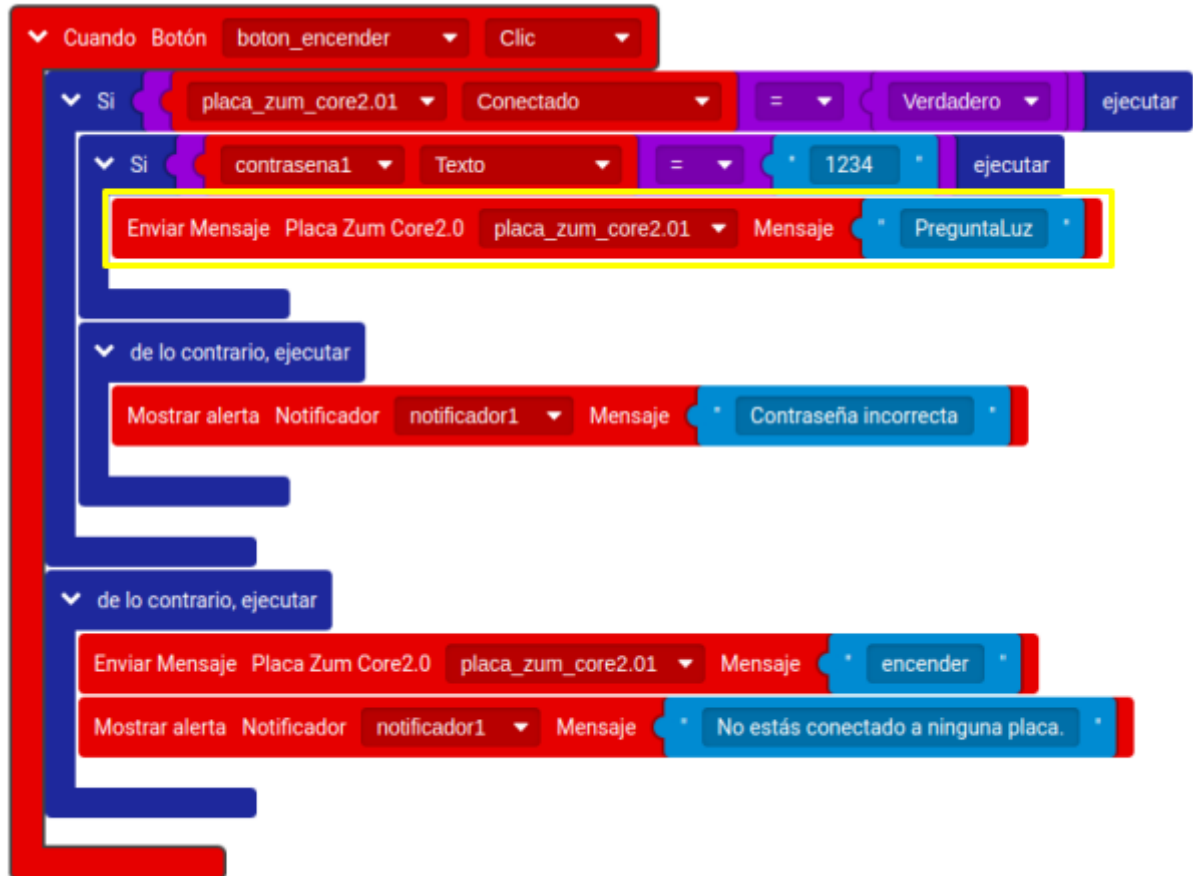 Cuando Botón boton_encender Clic
Si placa_zum_core2.01 Conectado = Verdadero ejecutar
Si contrasena1 Texto = " 1234 " ejecutar
Enviar Mensaje Placa Zum Core2.0 placa_zum_core2.01 Mensaje " PreguntaLuz "
de lo contrario, ejecutar
Mostrar alerta Notificador notificador1 Mensaje " Contraseña incorrecta "
de lo contrario, ejecutar
Enviar Mensaje Placa Zum Core2.0 placa_zum_core2.01 Mensaje " encender "
Mostrar alerta Notificador notificador1 Mensaje " No estás conectado a ninguna placa. "